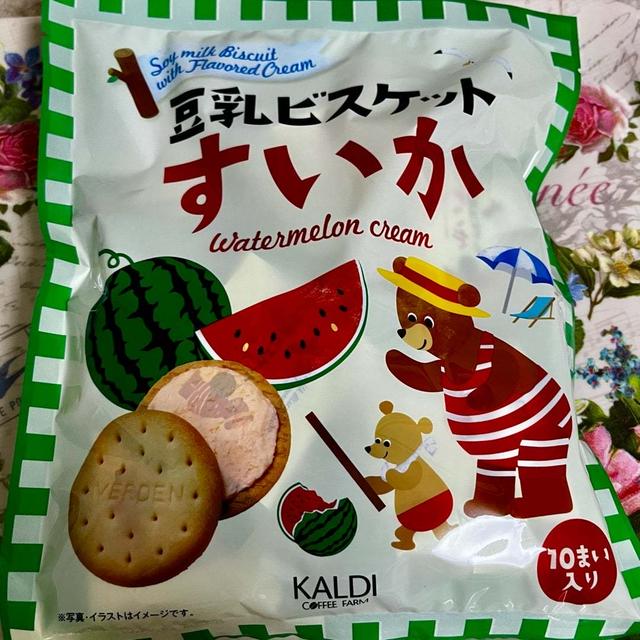 Soy milk Biscuit
with Flavored Cream
豆乳ビスケット
すいか
Watermelon cream
VERDEN
KALDI
COFFEE FARM
10まい
入り
※写真・イラストはイメージです。
née